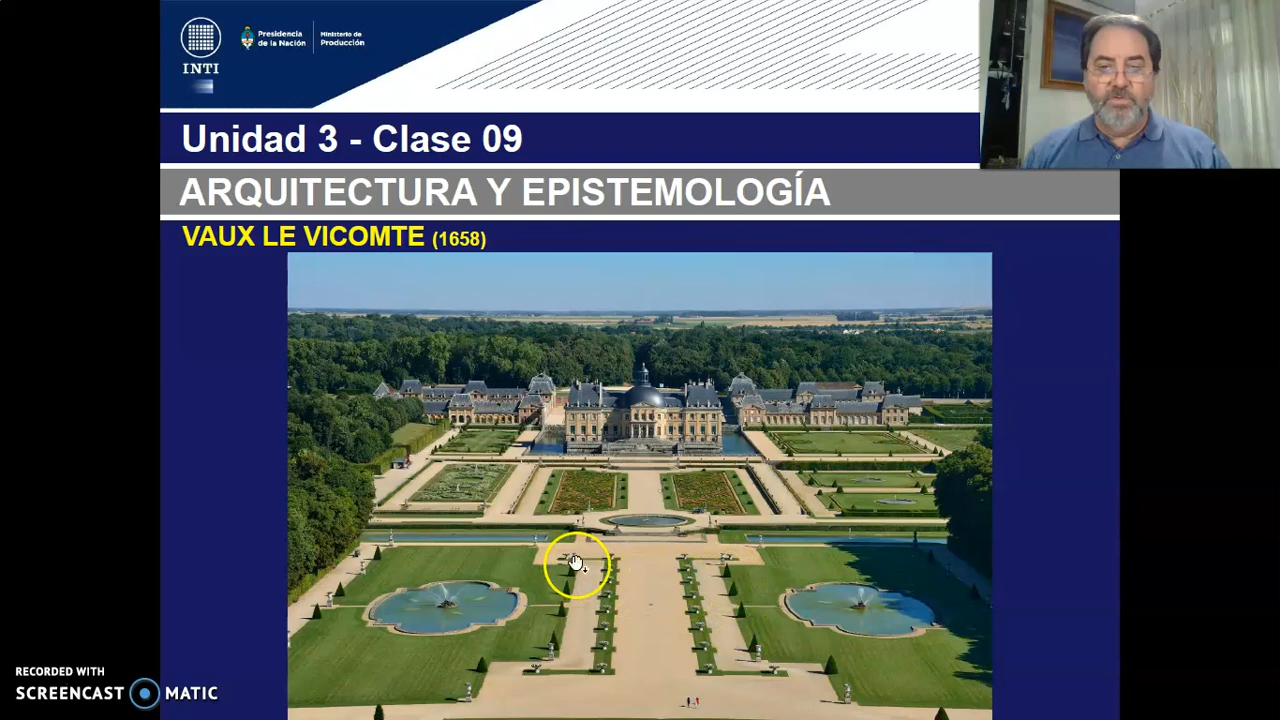 INTI
Presidencia
de la Nación
Ministerio de
Producción
Unidad 3 - Clase 09
ARQUITECTURA Y EPISTEMOLOGÍA
VAUX LE VICOMTE (1658)
RECORDED WITH
SCREENCAST MATIC